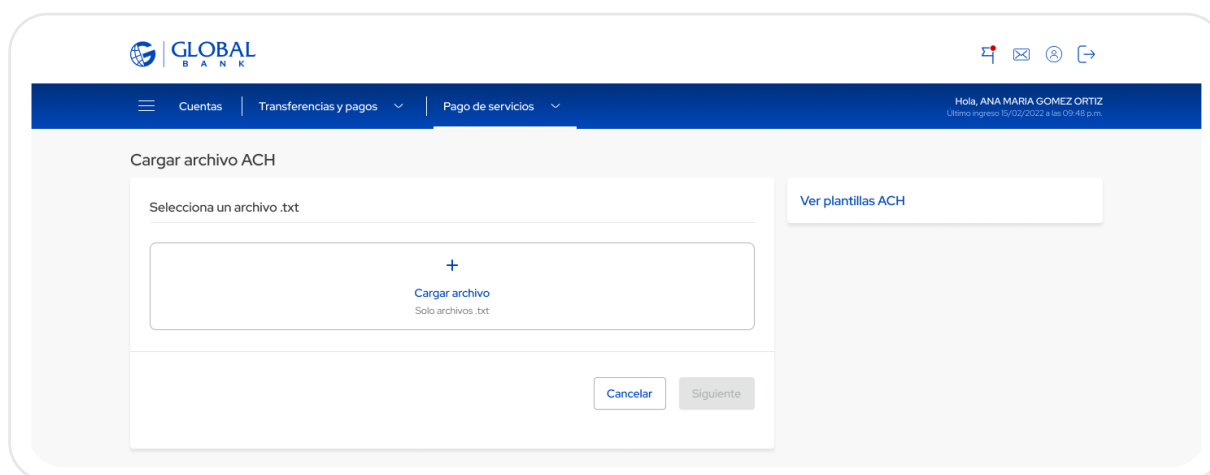 GLOBAL
BANK
Cuentas
Transferencias y pagos
Pago de servicios
Hola, ANA MARIA GOMEZ ORTIZ
Último ingreso 15/02/2022 a las 09:48 p.m.
Cargar archivo ACH
Selecciona un archivo .txt
Ver plantillas ACH
+
Cargar archivo
Solo archivos .txt
Cancelar
Siguiente